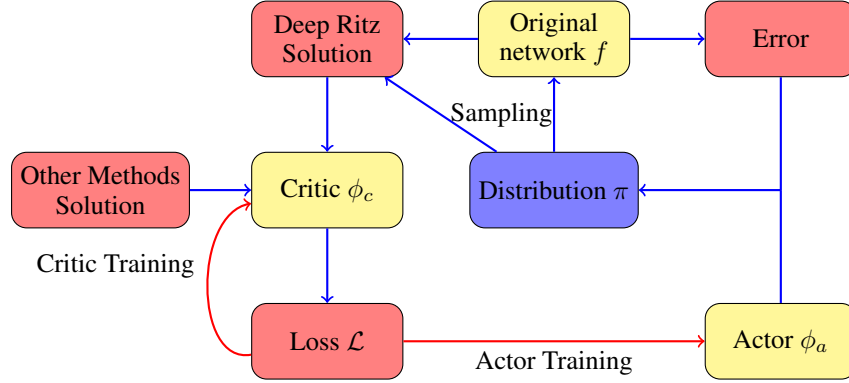 Deep Ritz
Solution
Original
network f
Error
Sampling
Other Methods
Solution
Critic ϕc
Distribution π
Critic Training
Loss ℒ
Actor Training
Actor ϕa